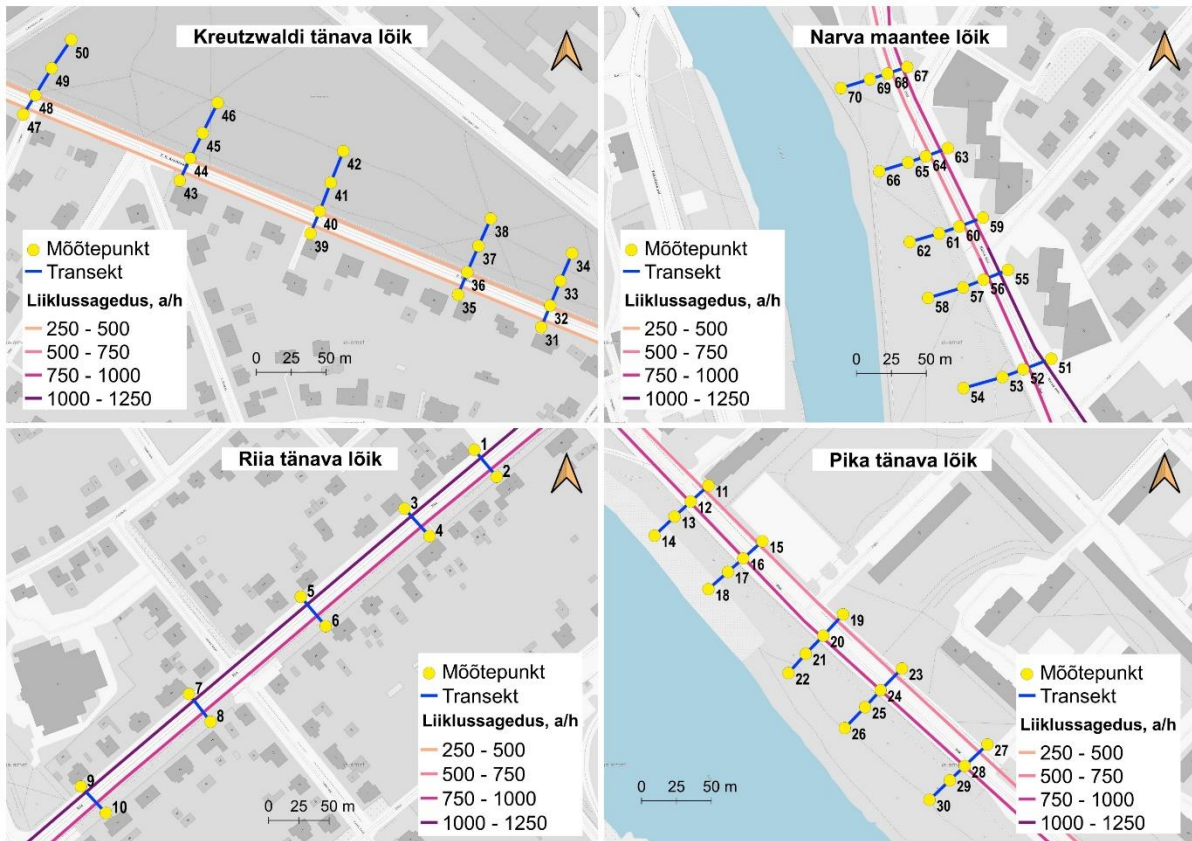 Kreutzwaldi tänava lõik
50
49
48
47
46
45
44
43
42
41
40
39
38
37
36
35
34
33
32
31
Mõõtepunkt
Transekt
Liiklussagedus, a/h
250 - 500
500 - 750
750 - 1000
1000 - 1250
0 25 50 m
Narva maantee lõik
67
68
69
70
63
64
65
66
59
60
61
62
55
56
57
58
51
52
53
54
Mõõtepunkt
Transekt
Liiklussagedus, a/h
250 - 500
500 - 750
750 - 1000
1000 - 1250
0 25 50 m
Riia tänava lõik
1
2
3
4
5
6
7
8
9
10
Mõõtepunkt
Transekt
Liiklussagedus, a/h
250 - 500
500 - 750
750 - 1000
1000 - 1250
0 25 50 m
Pika tänava lõik
11
12
13
14
15
16
17
18
19
20
21
22
23
24
25
26
27
28
29
30
Mõõtepunkt
Transekt
Liiklussagedus, a/h
250 - 500
500 - 750
750 - 1000
1000 - 1250
0 25 50 m